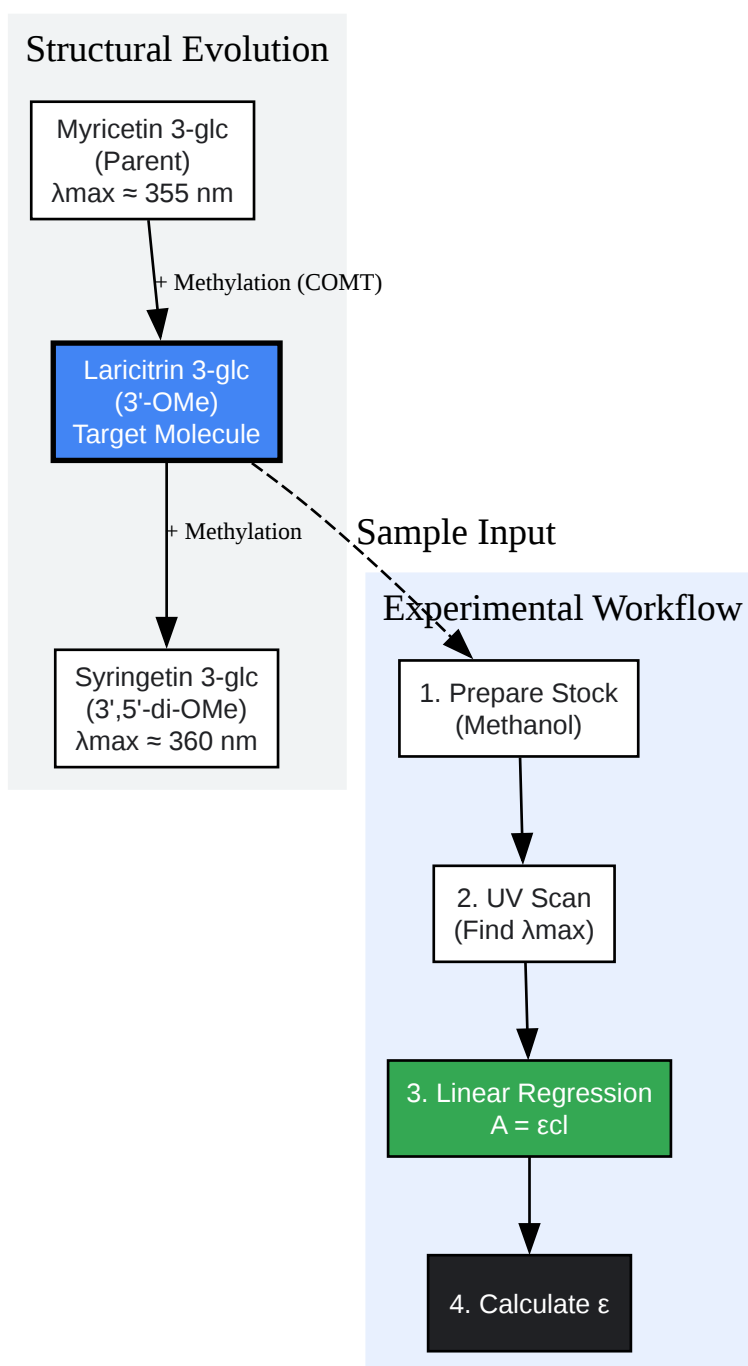 Structural Evolution
Myricetin 3-glc
(Parent)
λmax ≈ 355 nm
+ Methylation (COMT)
Laricitrin 3-glc
(3'-OMe)
Target Molecule
+ Methylation
Syringetin 3-glc
(3',5'-di-OMe)
λmax ≈ 360 nm
Sample Input
Experimental Workflow
1. Prepare Stock
(Methanol)
2. UV Scan
(Find λmax)
3. Linear Regression
A = εcl
4. Calculate ε